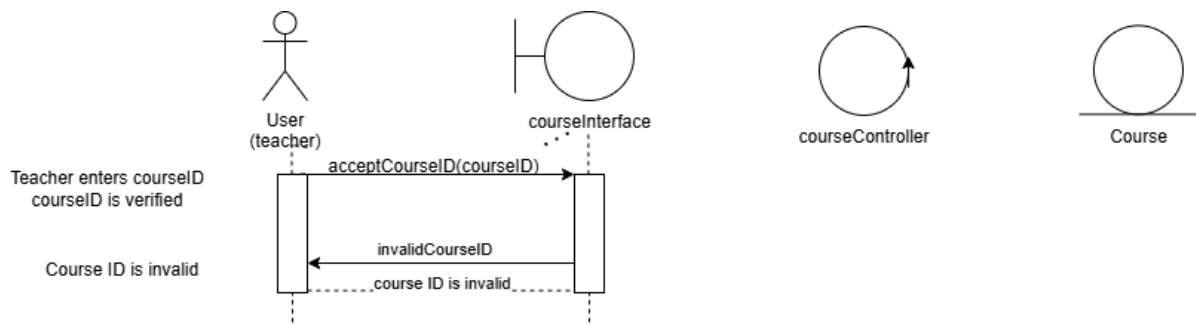 User
(teacher)
courseInterface
courseController
Course
acceptCourseID(courseID)
Teacher enters courseID
courseID is verified
invalidCourseID
Course ID is invalid
course ID is invalid